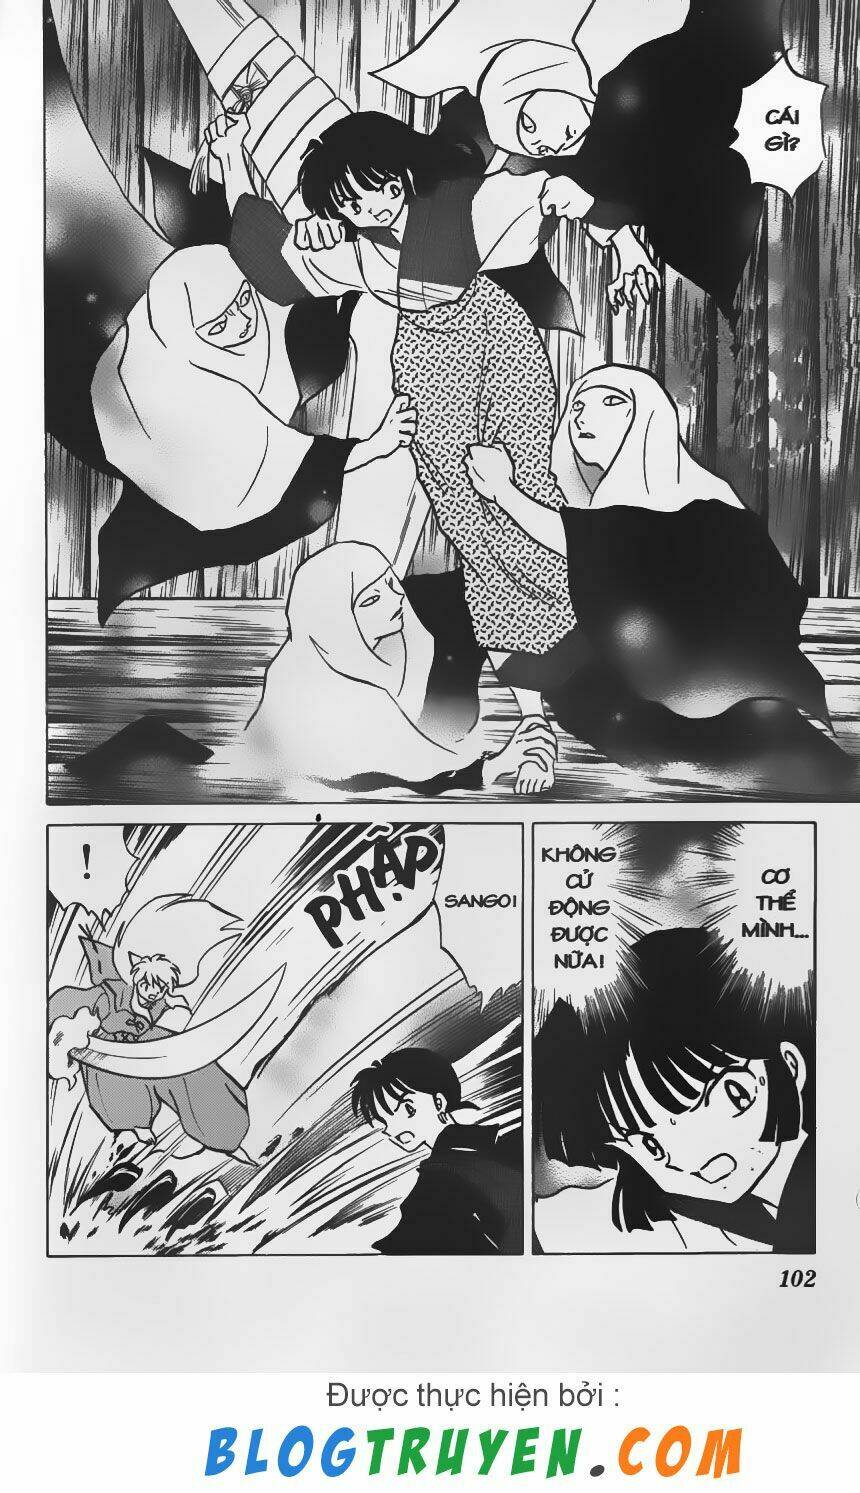 CÁI
GÌ?
CƠ
THỂ
MÌNH...
KHÔNG
CỬ
ĐỘNG
ĐƯỢC
NỮA!
SANGO!
PHẬP
!
102
Được thực hiện bởi :
BLOGTRUYEN.COM